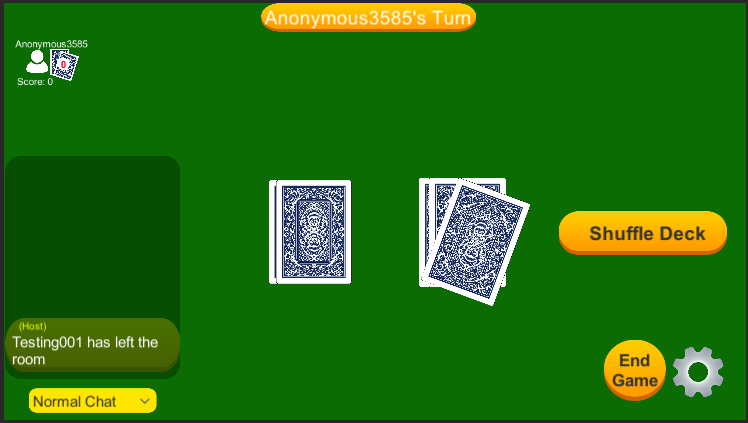 Anonymous3585's Turn
Anonymous3585
0
Score: 0
Shuffle Deck
(Host)
Testing001 has left the
room
End
Game
Normal Chat